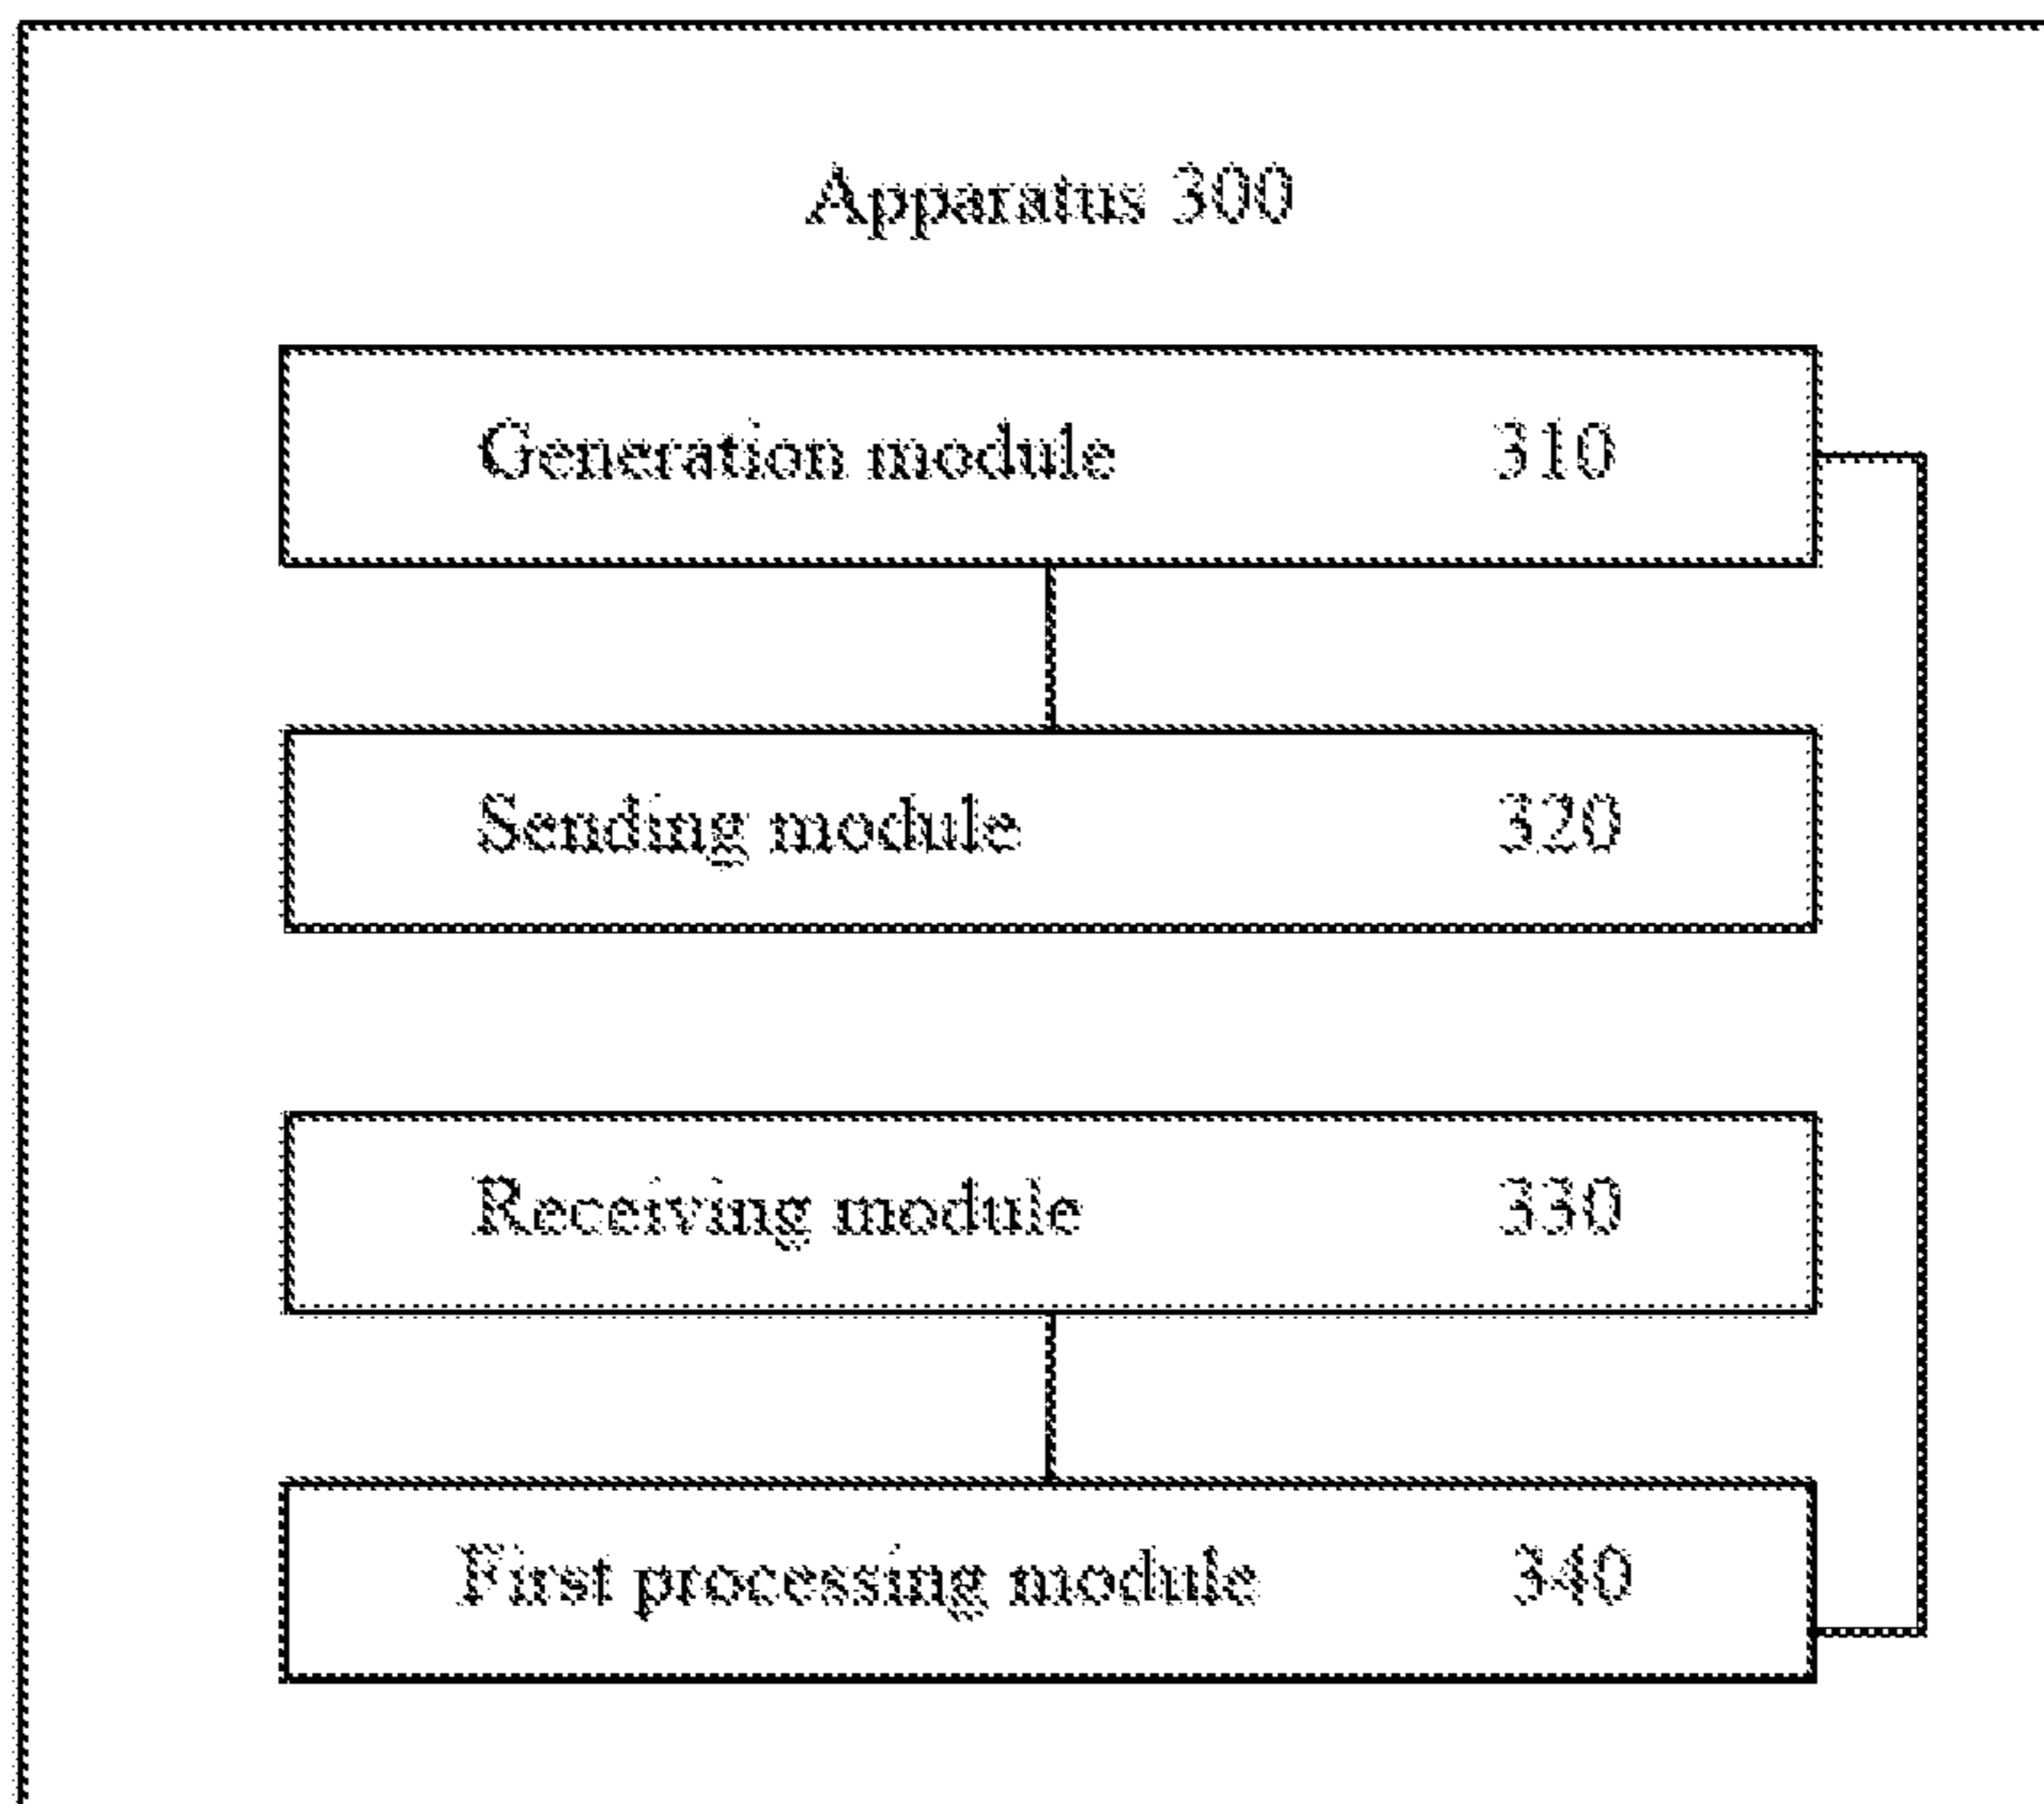 Apparatus 300
Generation module 310
Sending module 320
Receiving module 330
First processing module 340